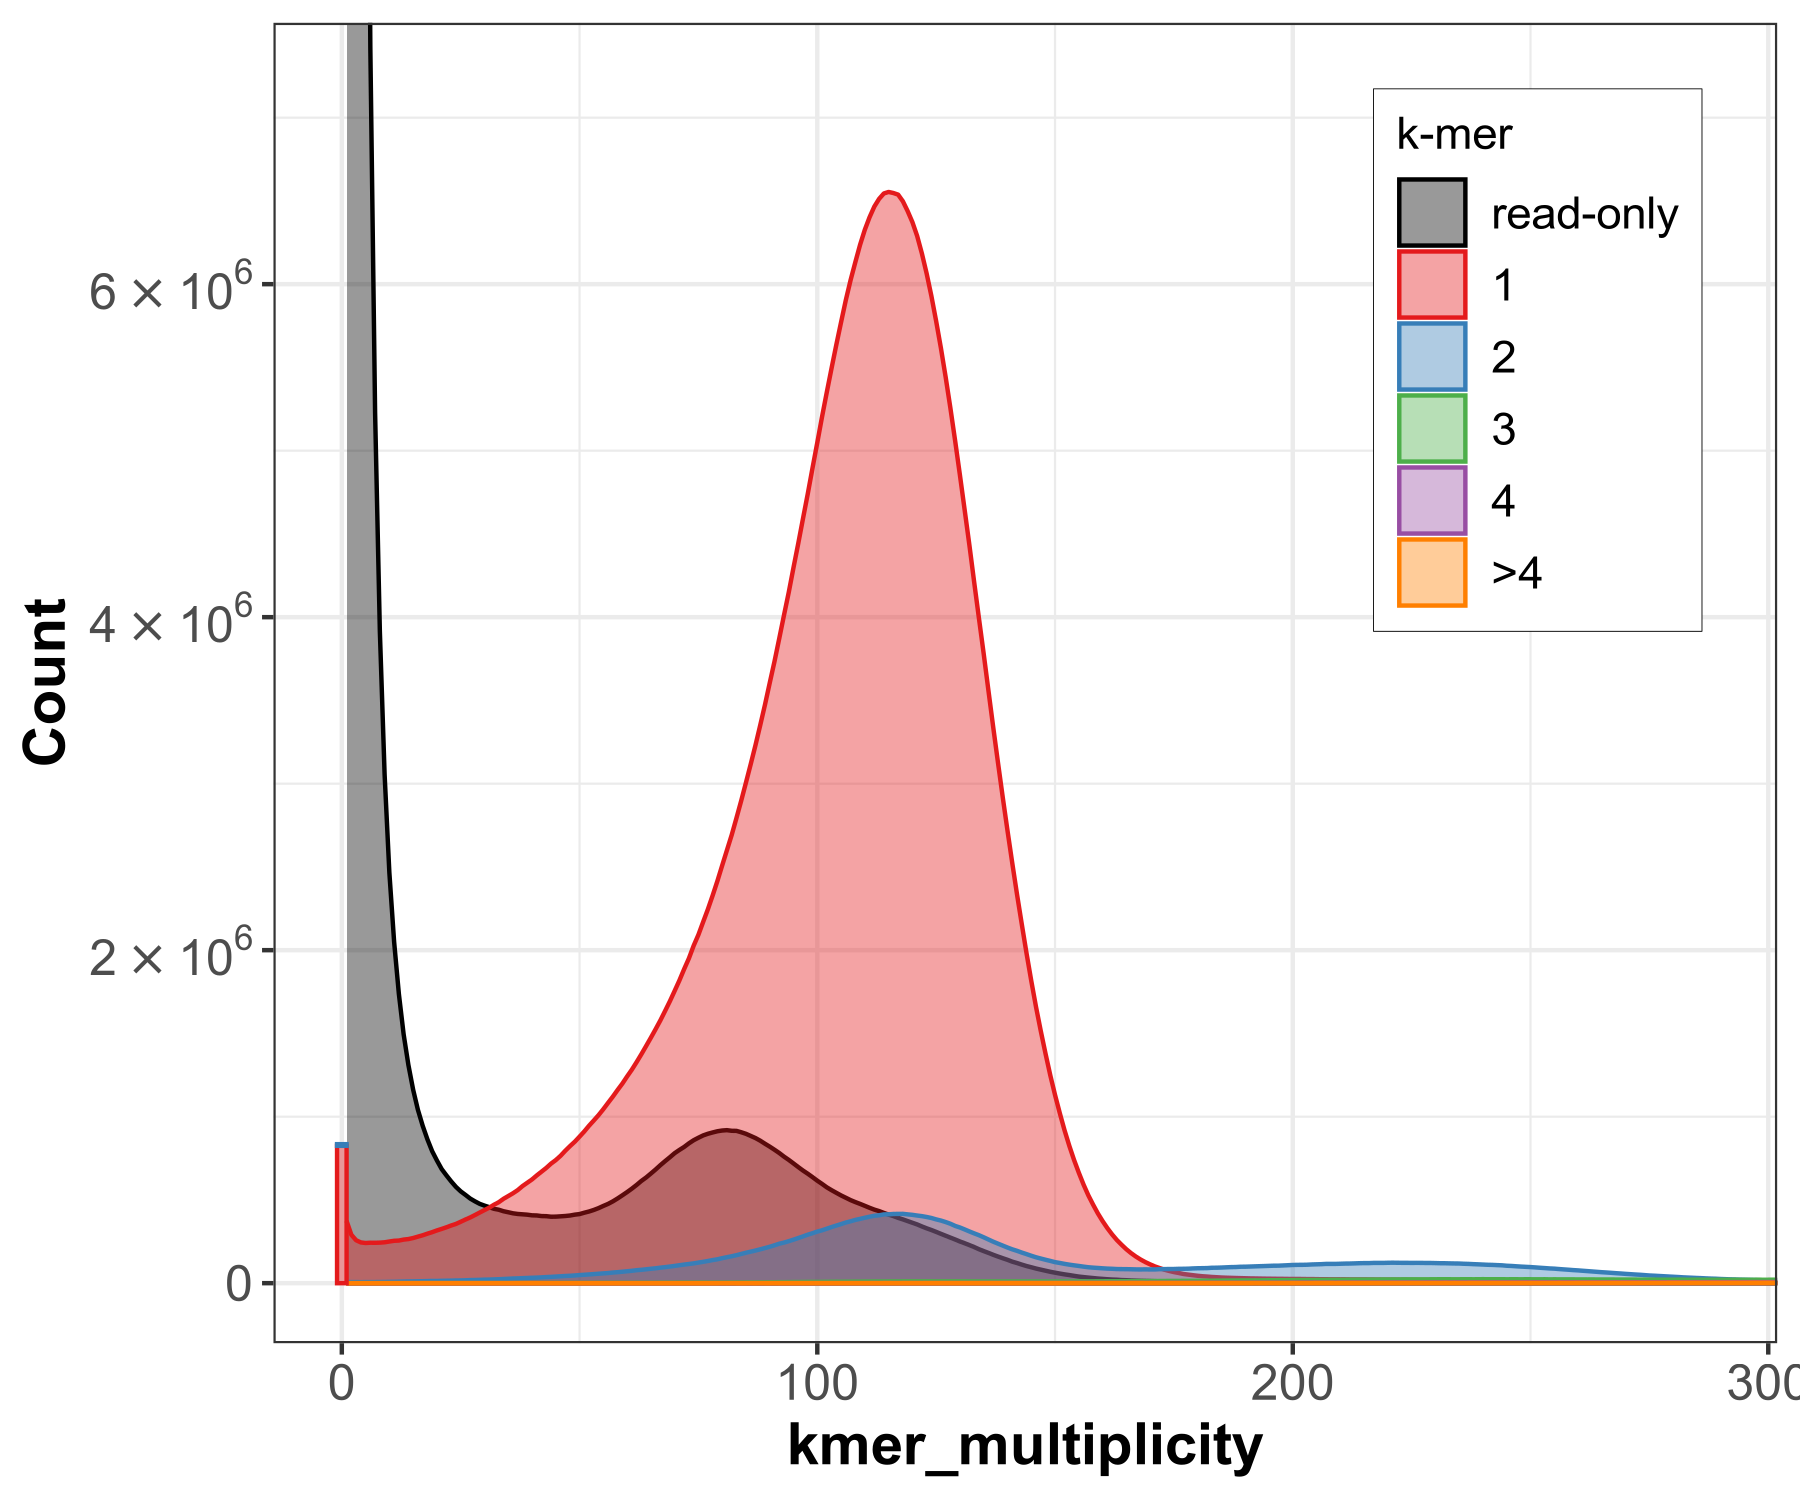 k-mer
read-only
1
2
3
4
>4
Count
6 × 10⁶
4 × 10⁶
2 × 10⁶
0
0 100 200 300
kmer_multiplicity